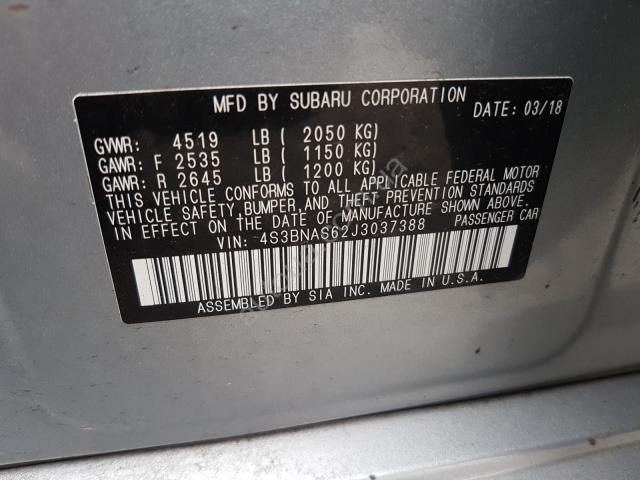 MFD BY SUBARU CORPORATION DATE: 03/18
GVWR: 4519 LB ( 2050 KG)
GAWR: F 2535 LB ( 1150 KG)
GAWR: R 2645 LB ( 1200 KG)
THIS VEHICLE CONFORMS TO ALL APPLICABLE FEDERAL MOTOR
VEHICLE SAFETY, BUMPER, AND THEFT PREVENTION STANDARDS
IN EFFECT ON THE DATE OF MANUFACTURE SHOWN ABOVE.
VIN: 4S3BNAS62J3037388 PASSENGER CAR
ASSEMBLED BY SIA INC. MADE IN U.S.A.